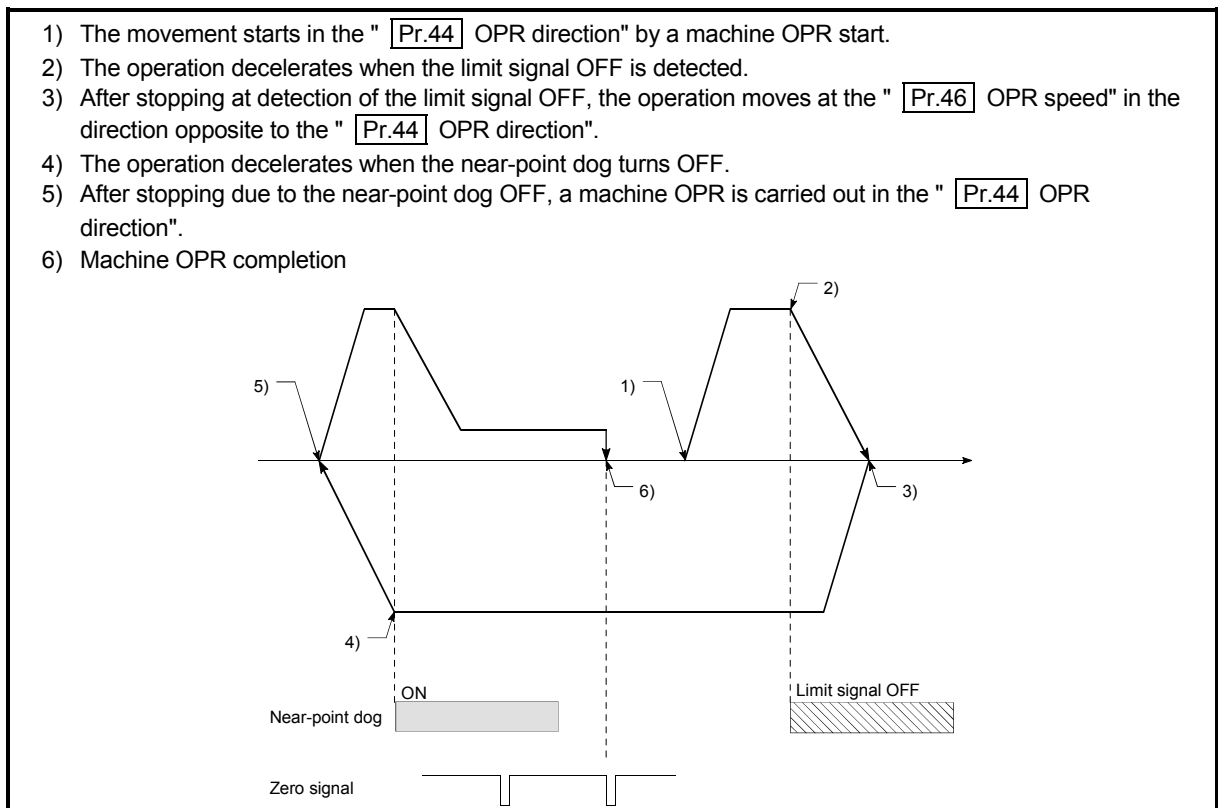 1) The movement starts in the " Pr.44 OPR direction" by a machine OPR start.
2) The operation decelerates when the limit signal OFF is detected.
3) After stopping at detection of the limit signal OFF, the operation moves at the " Pr.46 OPR speed" in the
direction opposite to the " Pr.44 OPR direction".
4) The operation decelerates when the near-point dog turns OFF.
5) After stopping due to the near-point dog OFF, a machine OPR is carried out in the " Pr.44 OPR
direction".
6) Machine OPR completion
2)
5)
1)
6)
3)
4)
ON
Limit signal OFF
Near-point dog
Zero signal